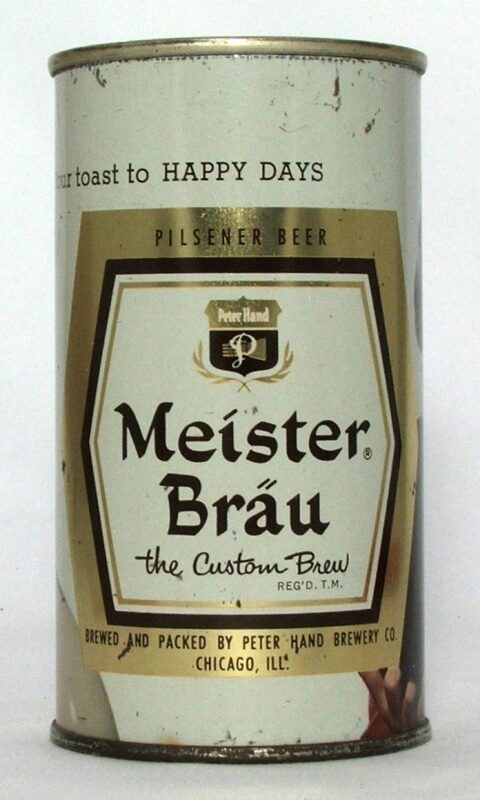 our toast to HAPPY DAYS
PILSENER BEER
Peter Hand
P
Meister®
Bräu
the Custom Brew
REG'D. T.M.
BREWED AND PACKED BY PETER HAND BREWERY CO.
CHICAGO, ILL.